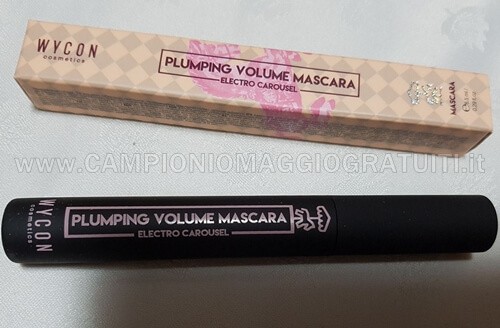 WYCON
cosmetics
PLUMPING VOLUME MASCARA
ELECTRO CAROUSEL
MASCARA
WWW.CAMPIONIOMAGGIOGRATUITI.it
WYCON
cosmetics
PLUMPING VOLUME MASCARA
ELECTRO CAROUSEL